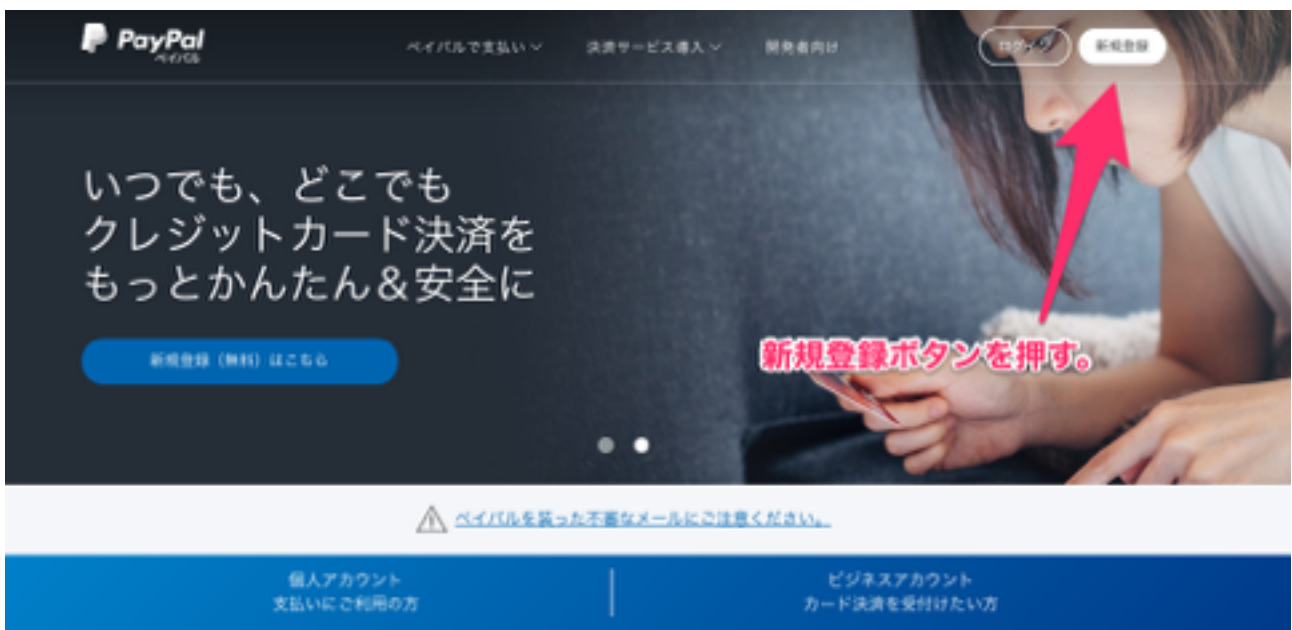 PayPal
ペイパル
ペイパルで支払い
決済サービス導入
開発者向け
ログイン
新規登録
いつでも、どこでも
クレジットカード決済を
もっとかんたん&安全に
新規登録（無料）はこちら
新規登録ボタンを押す。
ペイパルを装った不審なメールにご注意ください。
個人アカウント
支払いにご利用の方
ビジネスアカウント
カード決済を受付けたい方